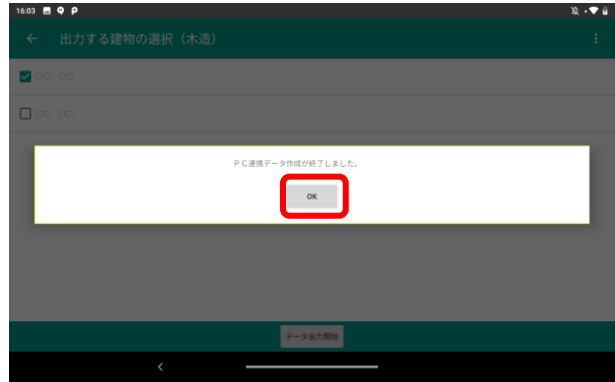 16:03
出力する建物の選択（木造）
○○ ○○
○○ ○○
ＰＣ連携データ作成が終了しました。
OK
データ出力開始